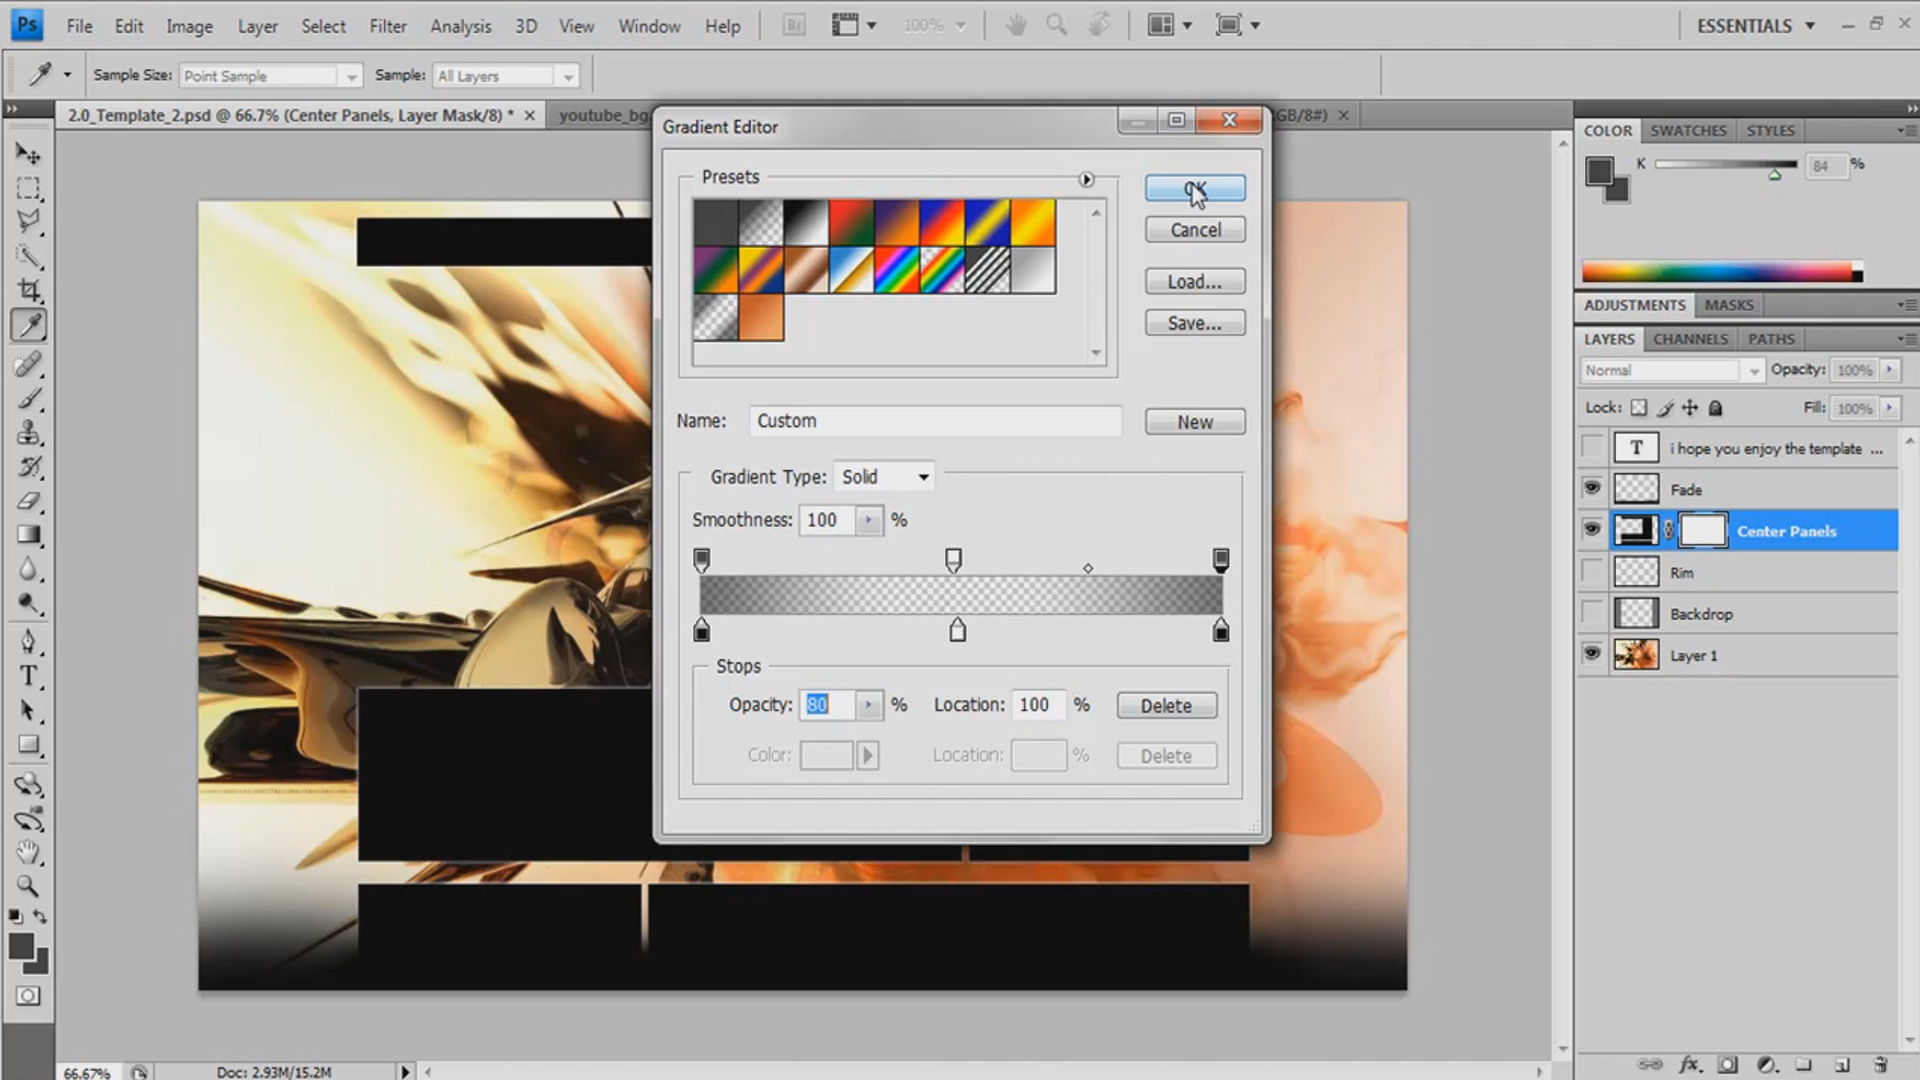 Ps File Edit Image Layer Select Filter Analysis 3D View Window Help Br 100% ESSENTIALS
Sample Size: Point Sample Sample: All Layers
2.0_Template_2.psd @ 66.7% (Center Panels, Layer Mask/8) * youtube_bg. GB/8#)
Gradient Editor
Presets
OK
Cancel
Load...
Save...
Name: Custom
New
Gradient Type: Solid
Smoothness: 100 %
Stops
Opacity: 80 % Location: 100 % Delete
Color: Location: % Delete
COLOR SWATCHES STYLES
K 84 %
ADJUSTMENTS MASKS
LAYERS CHANNELS PATHS
Normal Opacity: 100%
Lock: Fill: 100%
T i hope you enjoy the template ...
Fade
Center Panels
Rim
Backdrop
Layer 1
T
66.67% Doc: 2.93M/15.2M
fx